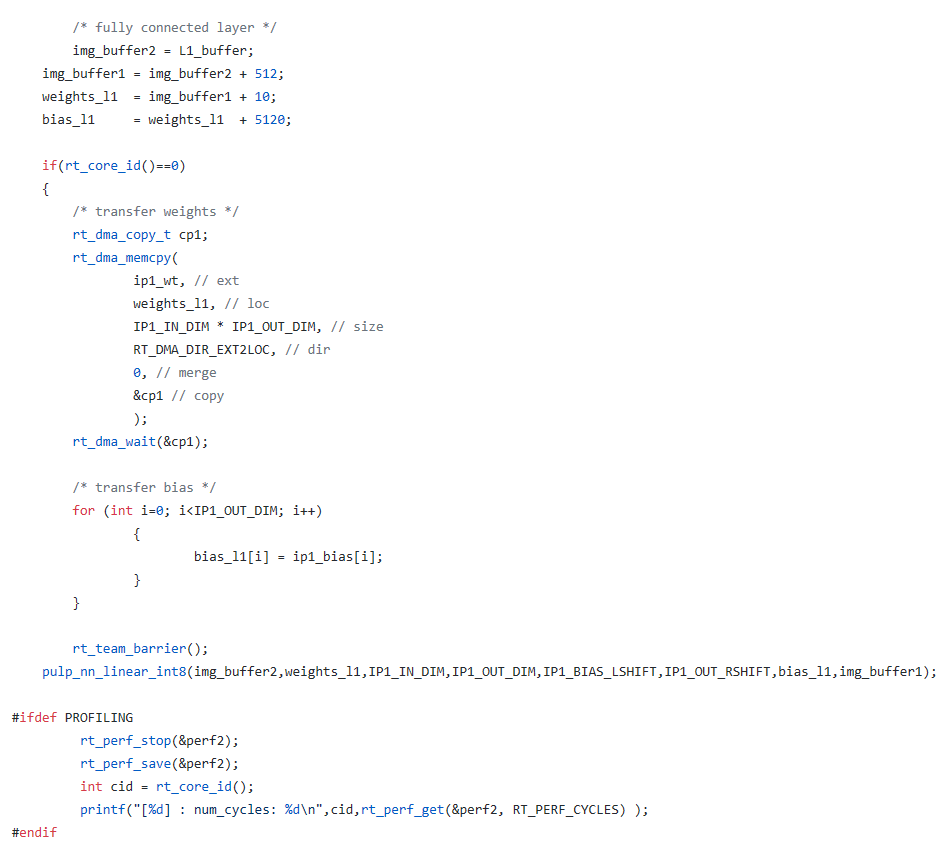 /* fully connected layer */
img_buffer2 = L1_buffer;
img_buffer1 = img_buffer2 + 512;
weights_l1  = img_buffer1 + 10;
bias_l1     = weights_l1  + 5120;
if(rt_core_id()==0)
{
/* transfer weights */
rt_dma_copy_t cp1;
rt_dma_memcpy(
ip1_wt, // ext
weights_l1, // loc
IP1_IN_DIM * IP1_OUT_DIM, // size
RT_DMA_DIR_EXT2LOC, // dir
0, // merge
&cp1 // copy
);
rt_dma_wait(&cp1);
/* transfer bias */
for (int i=0; i<IP1_OUT_DIM; i++)
{
bias_l1[i] = ip1_bias[i];
}
}
rt_team_barrier();
pulp_nn_linear_int8(img_buffer2,weights_l1,IP1_IN_DIM,IP1_OUT_DIM,IP1_BIAS_LSHIFT,IP1_OUT_RSHIFT,bias_l1,img_buffer1);
#ifdef PROFILING
rt_perf_stop(&perf2);
rt_perf_save(&perf2);
int cid = rt_core_id();
printf("[%d] : num_cycles: %d\n",cid,rt_perf_get(&perf2, RT_PERF_CYCLES) );
#endif